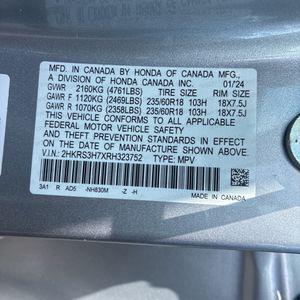 MFD. IN CANADA BY HONDA OF CANADA MFG.,
A DIVISION OF HONDA CANADA INC. 01/24
GVWR 2160KG (4761LBS) TIRE SIZE RIM SIZE
GAWR F 1120KG (2469LBS) 235/60R18 103H 18X7.5J
GAWR R 1070KG (2358LBS) 235/60R18 103H 18X7.5J
THIS VEHICLE CONFORMS TO ALL APPLICABLE
FEDERAL MOTOR VEHICLE SAFETY, BUMPER,
AND THEFT PREVENTION STANDARDS IN EFFECT
ON THE DATE OF MANUFACTURE SHOWN ABOVE.
V.I.N.: 2HKRS3H7XRH323752 TYPE: MPV
3A1 R AD5 -NH830M -Z -H
MADE IN CANADA